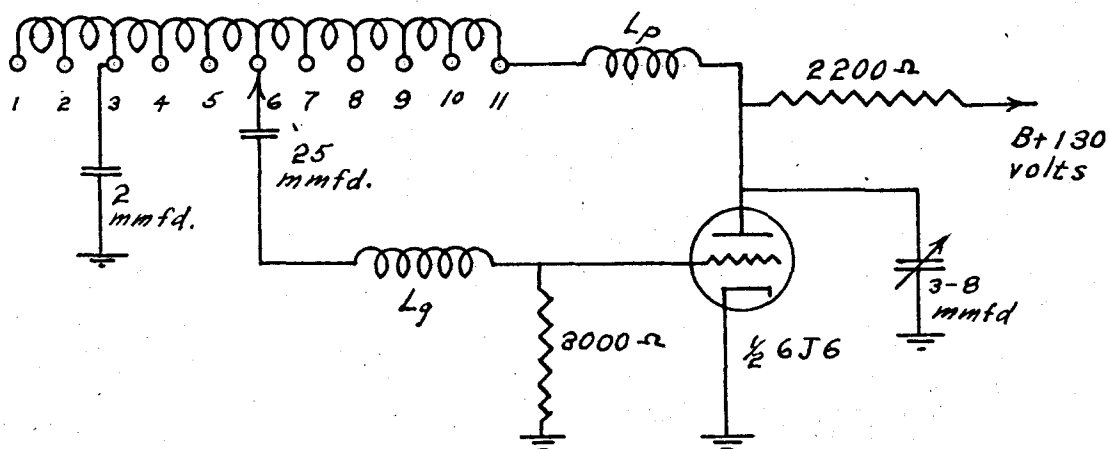 Lp
2200 Ω
1 2 3 4 5 6 7 8 9 10 11
B+130
volts
25
mmfd.
2
mmfd.
Lg
8000 Ω
½ 6J6
3-8
mmfd